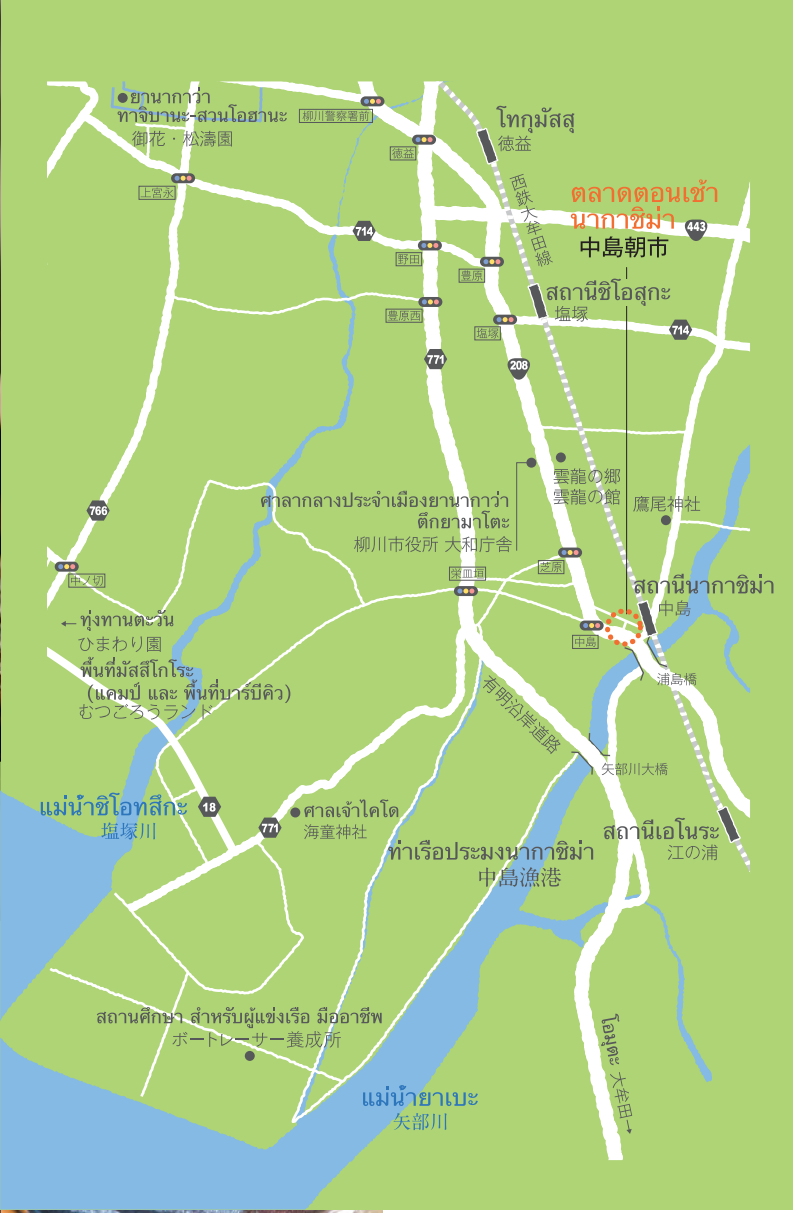 ยานากาว่า
ทาจิบานะ-สวนโอฮานะ
御花・松濤園
柳川警察署前
徳益
上宮永
โทกุมัสสุ
徳益
西鉄大牟田線
ตลาดตอนเช้า
นากาชิม่า
中島朝市
443
714
野田
豊原
สถานีชิโอสุกะ
塩塚
豊原西
塩塚
714
771
208
雲龍の郷
雲龍の館
鷹尾神社
ศาลากลางประจำเมืองยานากาว่า
ตึกยามาโตะ
柳川市役所 大和庁舎
766
中ノ切
栄皿垣
芝原
สถานีนากาชิม่า
中島
中島
浦島橋
←ทุ่งทานตะวัน
ひまわり園
พื้นที่มัสสึโกโระ
(แคมป์ และ พื้นที่บาร์บีคิว)
むつごろうランド
有明沿岸道路
矢部川大橋
แม่น้ำชิโอทสึกะ
塩塚川
18
771
ศาลเจ้าไคโด
海童神社
สถานีเอโนระ
江の浦
ท่าเรือประมงนากาชิม่า
中島漁港
สถานศึกษา สำหรับผู้แข่งเรือ มืออาชีพ
ボートレーサー養成所
โอมุตะ 大牟田→
แม่น้ำยาเบะ
矢部川